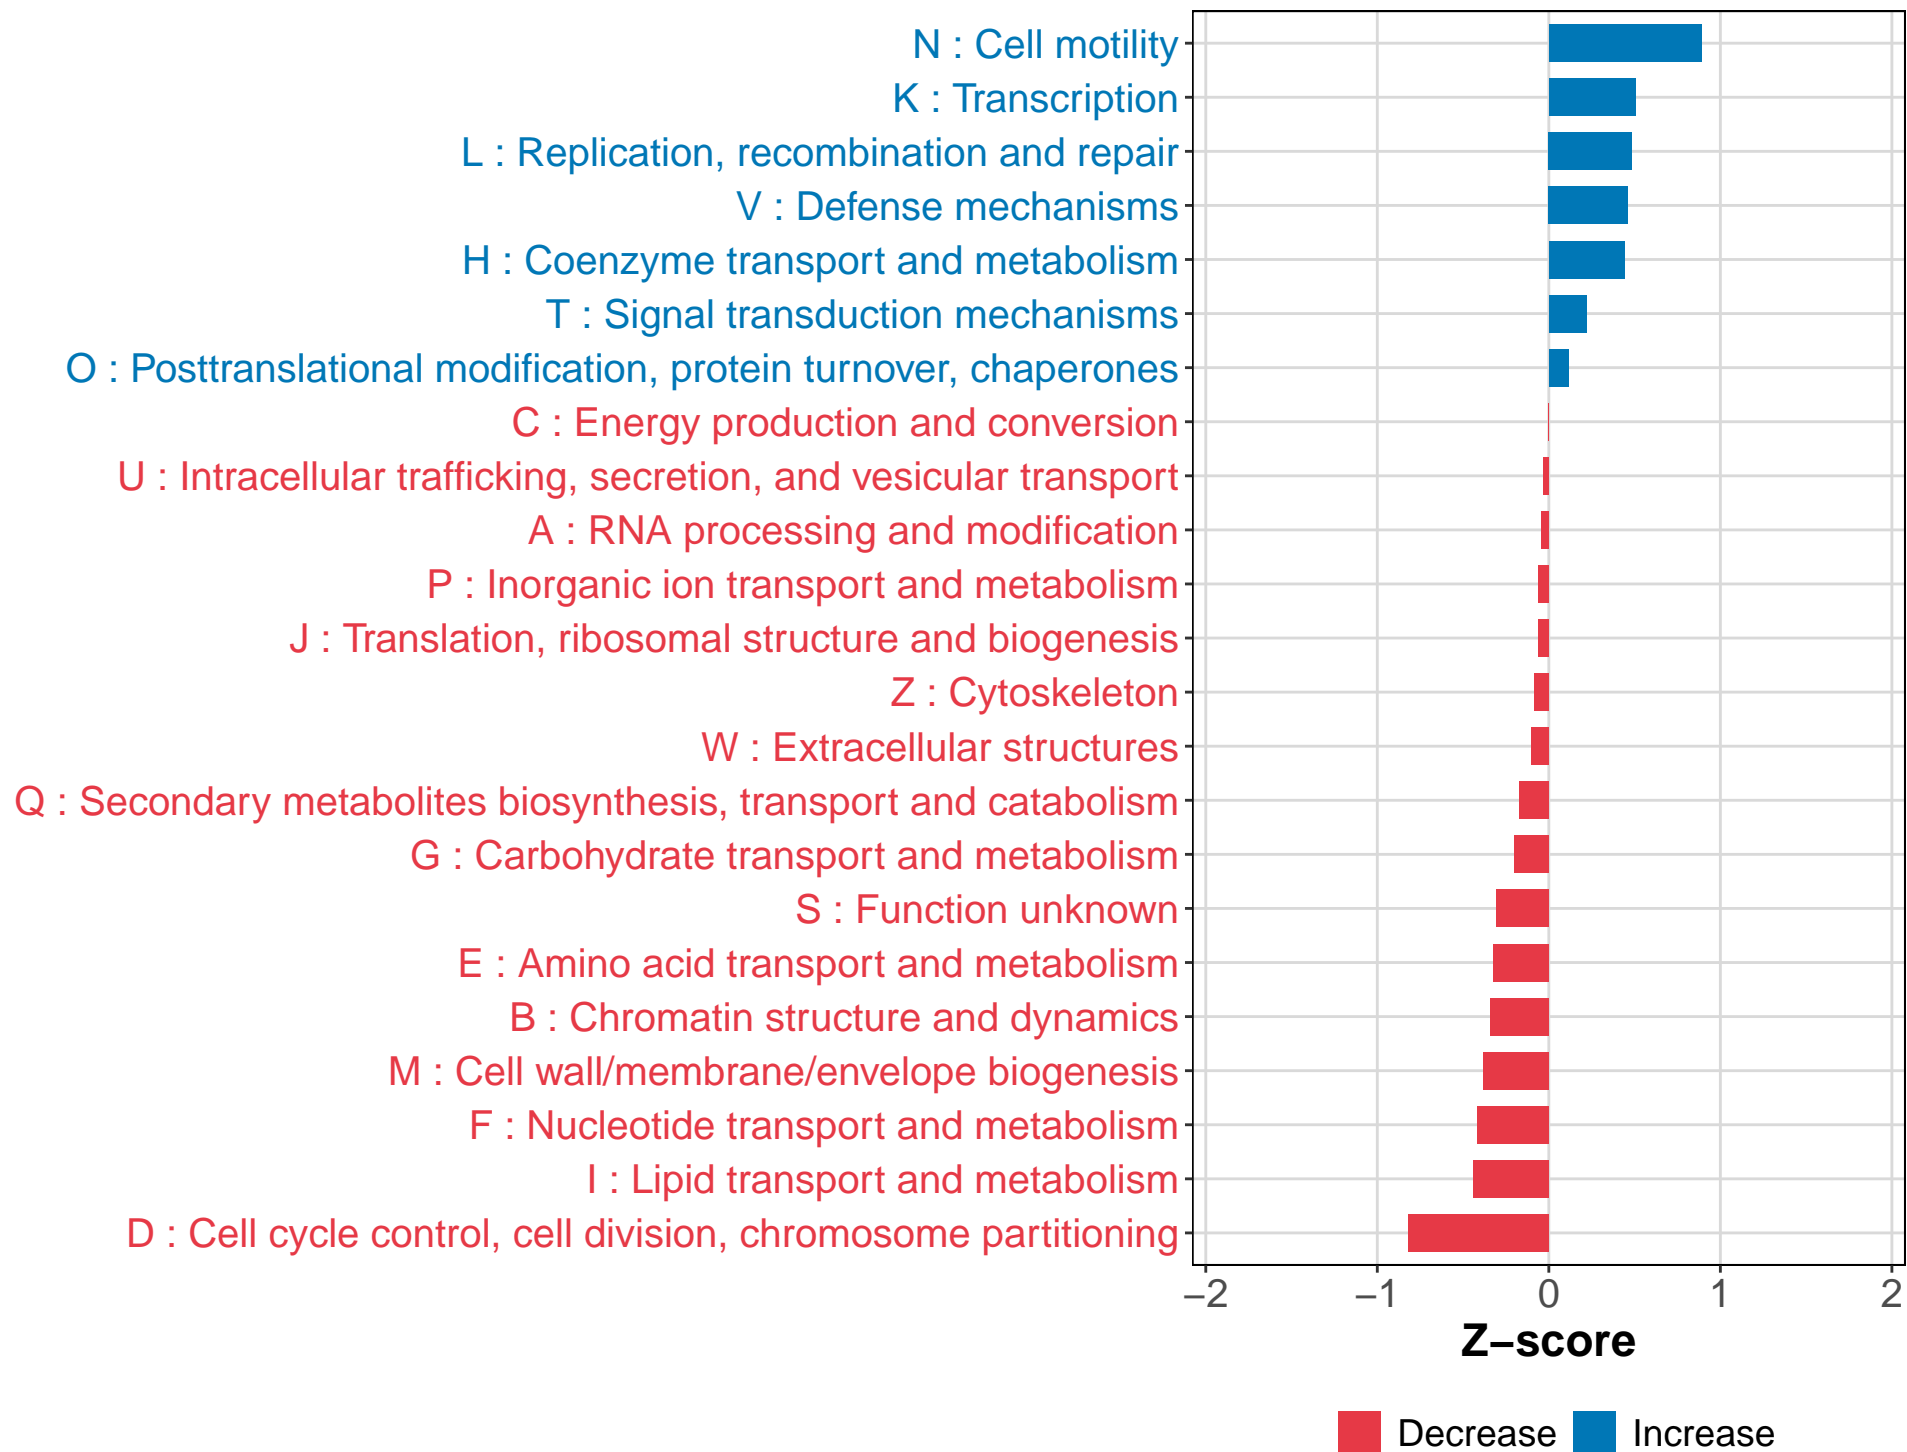 N : Cell motility
K : Transcription
L : Replication, recombination and repair
V : Defense mechanisms
H : Coenzyme transport and metabolism
T : Signal transduction mechanisms
O : Posttranslational modification, protein turnover, chaperones
C : Energy production and conversion
U : Intracellular trafficking, secretion, and vesicular transport
A : RNA processing and modification
P : Inorganic ion transport and metabolism
J : Translation, ribosomal structure and biogenesis
Z : Cytoskeleton
W : Extracellular structures
Q : Secondary metabolites biosynthesis, transport and catabolism
G : Carbohydrate transport and metabolism
S : Function unknown
E : Amino acid transport and metabolism
B : Chromatin structure and dynamics
M : Cell wall/membrane/envelope biogenesis
F : Nucleotide transport and metabolism
I : Lipid transport and metabolism
D : Cell cycle control, cell division, chromosome partitioning
−2 −1 0 1 2
Z−score
Decrease Increase